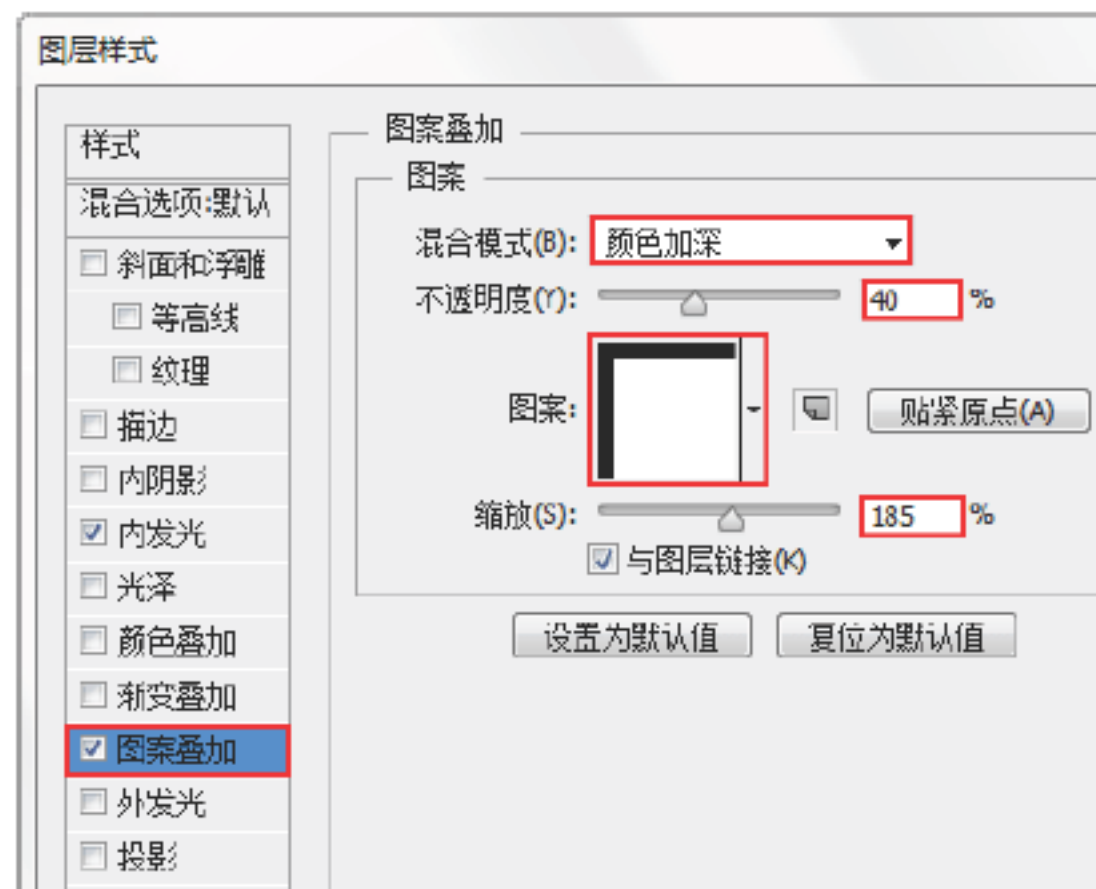 图层样式
样式
混合选项:默认
斜面和浮雕
等高线
纹理
描边
内阴影
内发光
光泽
颜色叠加
渐变叠加
图案叠加
外发光
投影
图案叠加
图案
混合模式(B): 颜色加深
不透明度(Y): 40 %
图案: 贴紧原点(A)
缩放(S): 185 %
与图层链接(K)
设置为默认值 复位为默认值